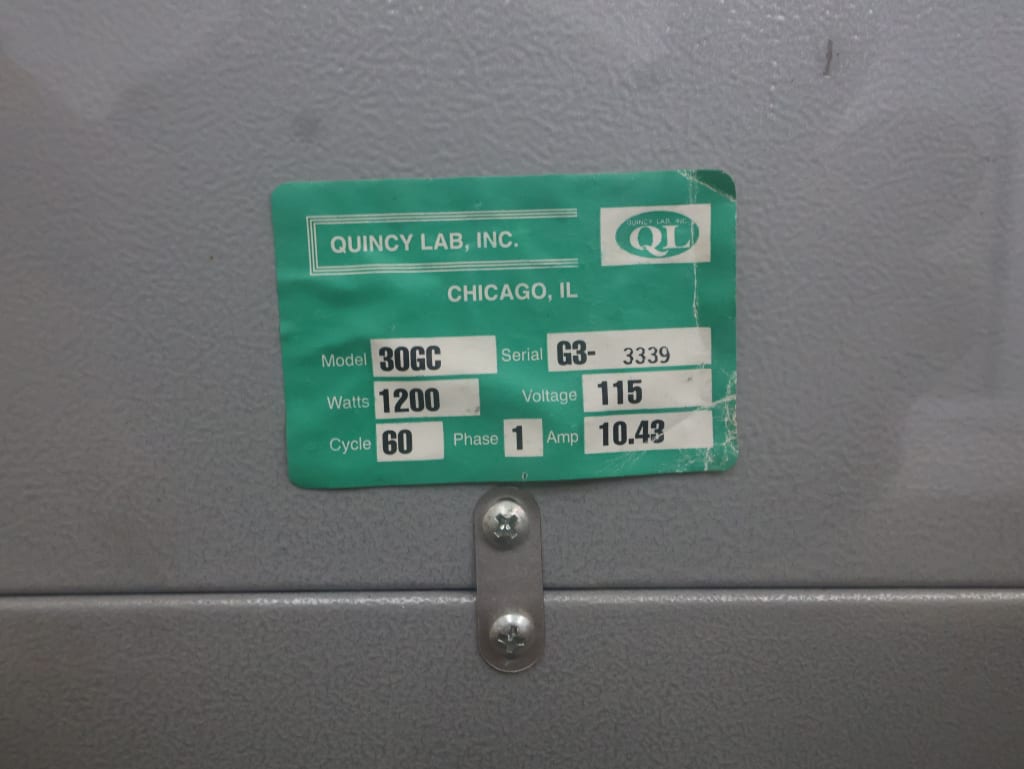 QUINCY LAB, INC.
QUINCY LAB, INC.
QL
CHICAGO, IL
Model 30GC Serial G3- 3339
Watts 1200 Voltage 115
Cycle 60 Phase 1 Amp 10.43